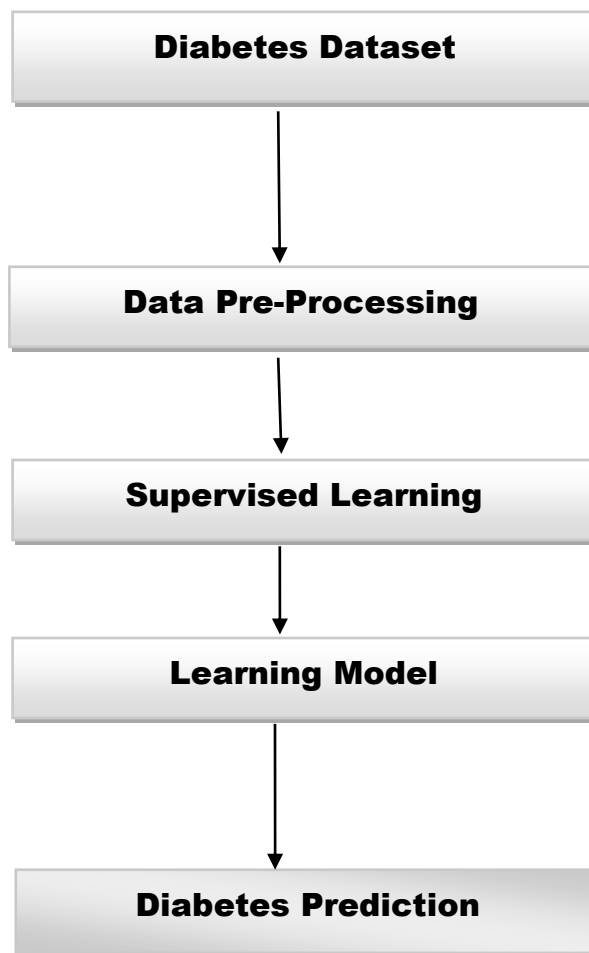 Diabetes Dataset
Data Pre-Processing
Supervised Learning
Learning Model
Diabetes Prediction